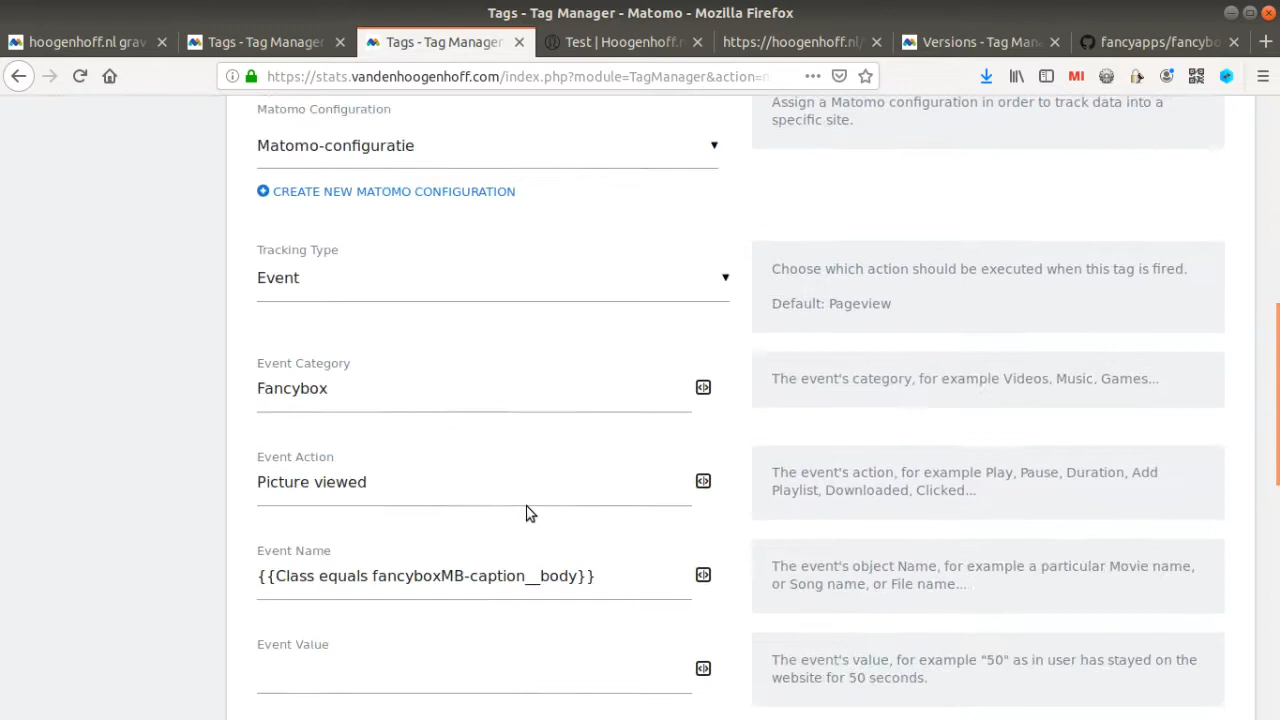 Tags - Tag Manager - Matomo - Mozilla Firefox
hoogenhoff.nl grav
Tags - Tag Manager
Tags - Tag Manager
Test | Hoogenhoff.n
https://hoogenhoff.nl/
Versions - Tag Man
fancyapps/fancybo
https://stats.vandenhoogenhoff.com/index.php?module=TagManager&action=n
Matomo Configuration
Assign a Matomo configuration in order to track data into a
specific site.
Matomo-configuratie
CREATE NEW MATOMO CONFIGURATION
Tracking Type
Event
Choose which action should be executed when this tag is fired.
Default: Pageview
Event Category
Fancybox
The event's category, for example Videos, Music, Games...
Event Action
Picture viewed
The event's action, for example Play, Pause, Duration, Add
Playlist, Downloaded, Clicked...
Event Name
{{Class equals fancyboxMB-caption__body}}
The event's object Name, for example a particular Movie name,
or Song name, or File name...
Event Value
The event's value, for example "50" as in user has stayed on the
website for 50 seconds.